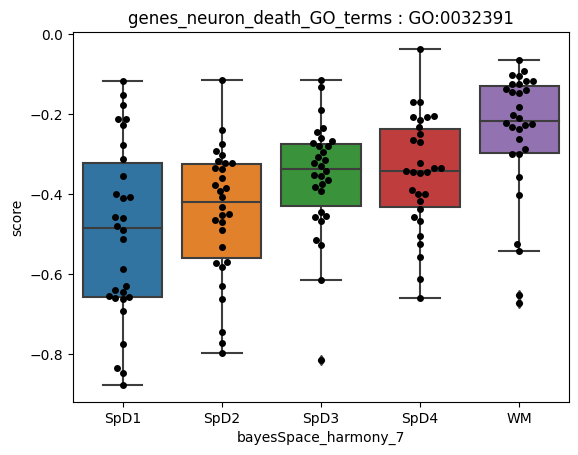 genes_neuron_death_GO_terms : GO:0032391
score
0.0
−0.2
−0.4
−0.6
−0.8
SpD1 SpD2 SpD3 SpD4 WM
bayesSpace_harmony_7